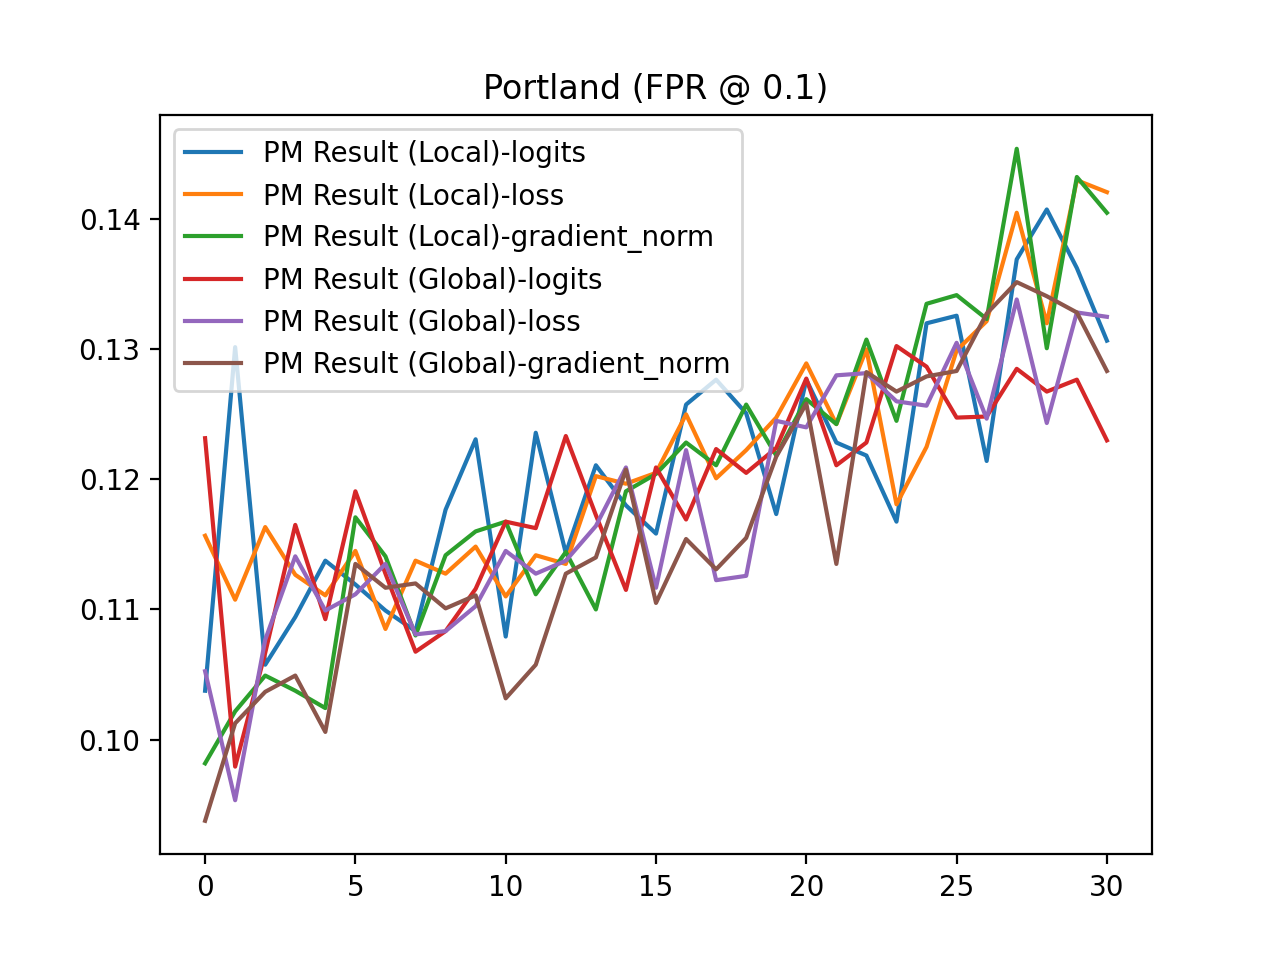 Portland (FPR @ 0.1)
PM Result (Local)-logits
PM Result (Local)-loss
PM Result (Local)-gradient_norm
PM Result (Global)-logits
PM Result (Global)-loss
PM Result (Global)-gradient_norm
0.14
0.13
0.12
0.11
0.10
0 5 10 15 20 25 30